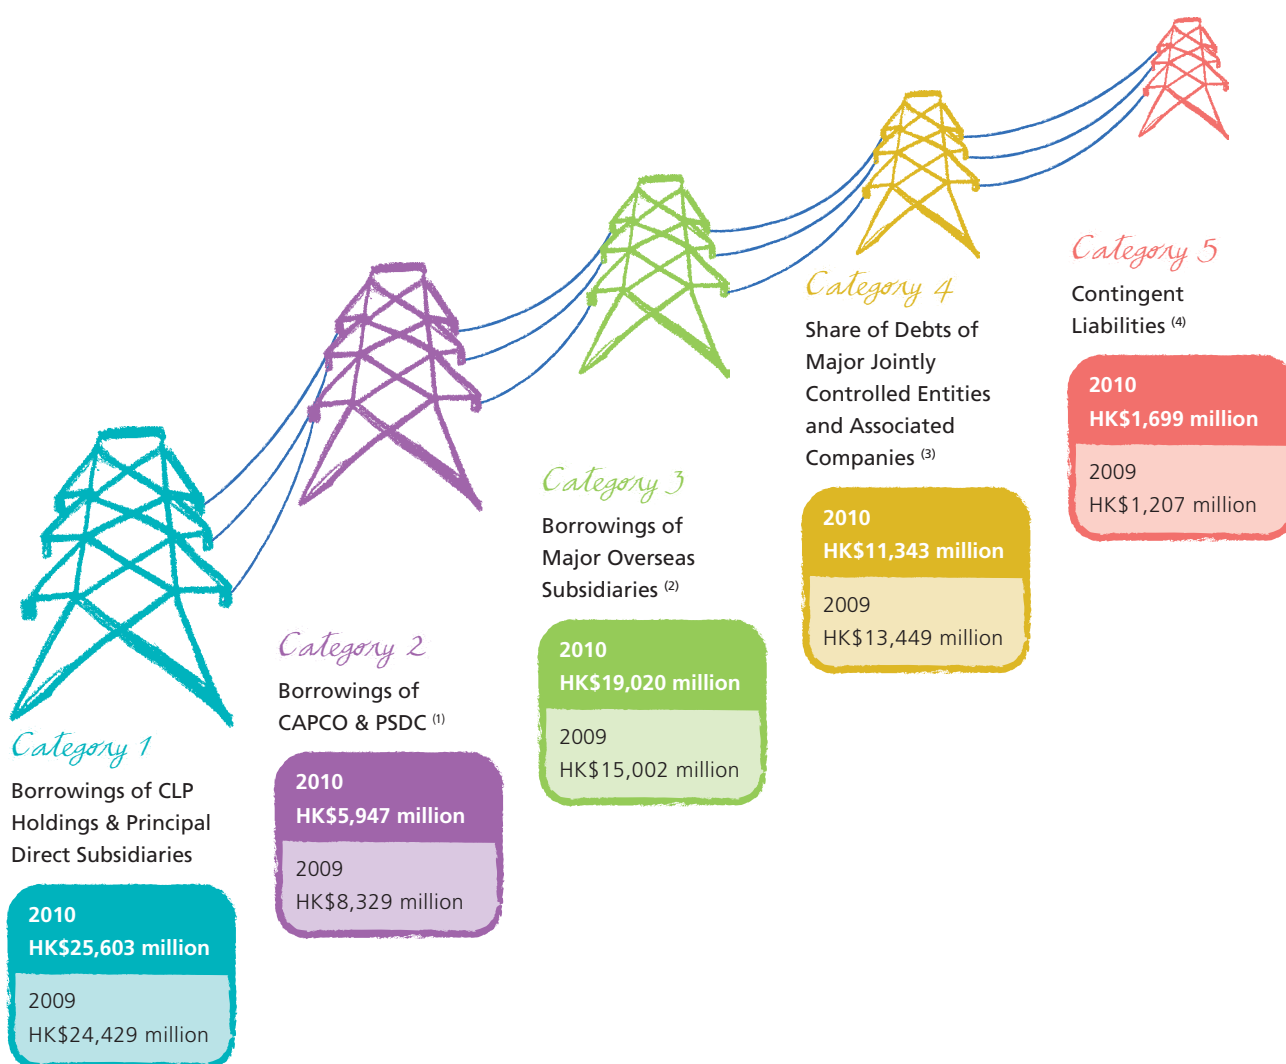 Category 1
Borrowings of CLP
Holdings & Principal
Direct Subsidiaries
2010
HK$25,603 million
2009
HK$24,429 million
Category 2
Borrowings of
CAPCO & PSDC (1)
2010
HK$5,947 million
2009
HK$8,329 million
Category 3
Borrowings of
Major Overseas
Subsidiaries (2)
2010
HK$19,020 million
2009
HK$15,002 million
Category 4
Share of Debts of
Major Jointly
Controlled Entities
and Associated
Companies (3)
2010
HK$11,343 million
2009
HK$13,449 million
Category 5
Contingent
Liabilities (4)
2010
HK$1,699 million
2009
HK$1,207 million